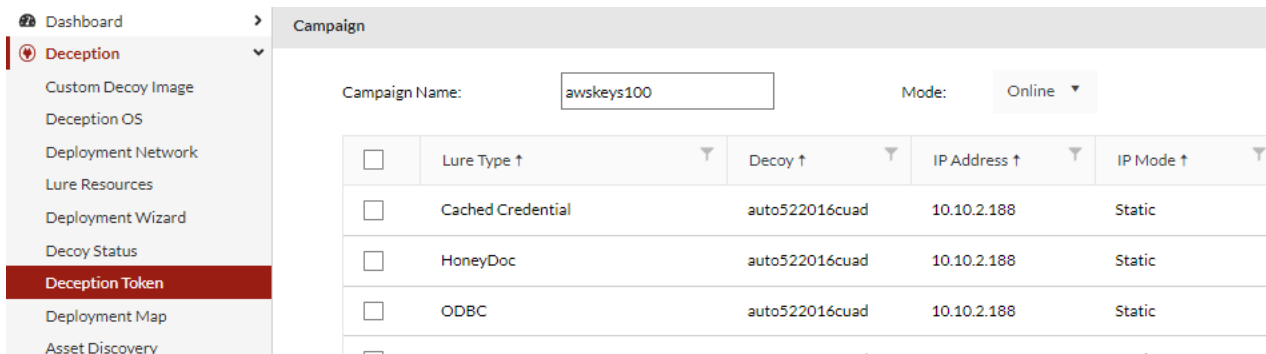 Dashboard
Deception
Custom Decoy Image
Deception OS
Deployment Network
Lure Resources
Deployment Wizard
Decoy Status
Deception Token
Deployment Map
Asset Discovery
Campaign
Campaign Name: awskeys100 Mode: Online
Lure Type ↑ Decoy ↑ IP Address ↑ IP Mode ↑
Cached Credential auto522016cuad 10.10.2.188 Static
HoneyDoc auto522016cuad 10.10.2.188 Static
ODBC auto522016cuad 10.10.2.188 Static